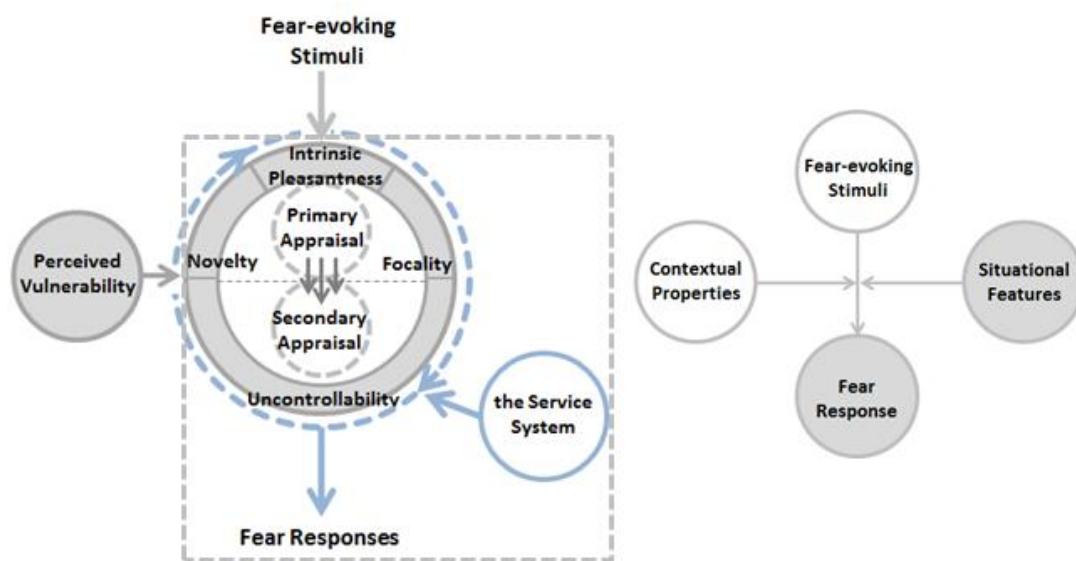 Fear-evoking
Stimuli
Intrinsic
Pleasantness
Primary
Appraisal
Perceived
Vulnerability
Novelty
Focality
Secondary
Appraisal
Uncontrollability
the Service
System
Fear Responses
Fear-evoking
Stimuli
Contextual
Properties
Situational
Features
Fear
Response